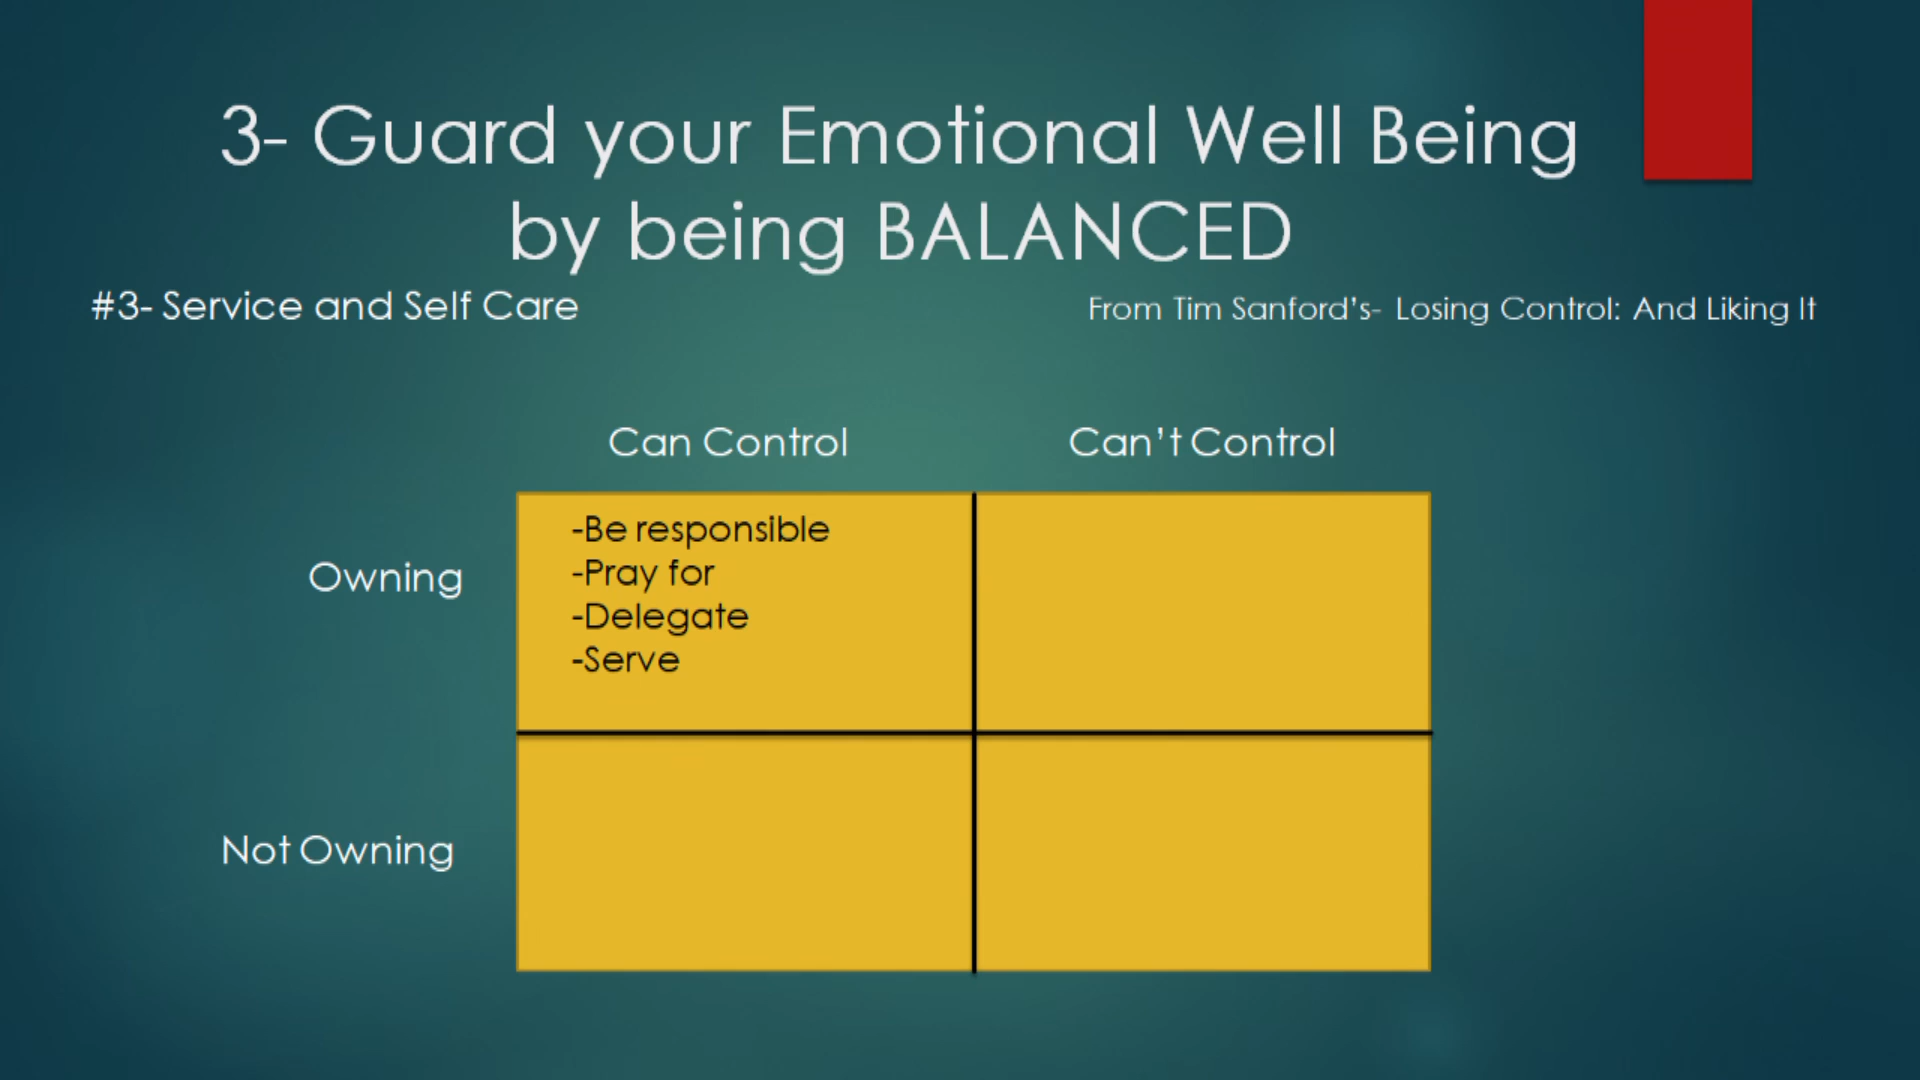 3- Guard your Emotional Well Being
by being BALANCED
#3- Service and Self Care
From Tim Sanford's- Losing Control: And Liking It
Can Control
Can't Control
Owning
-Be responsible
-Pray for
-Delegate
-Serve
Not Owning